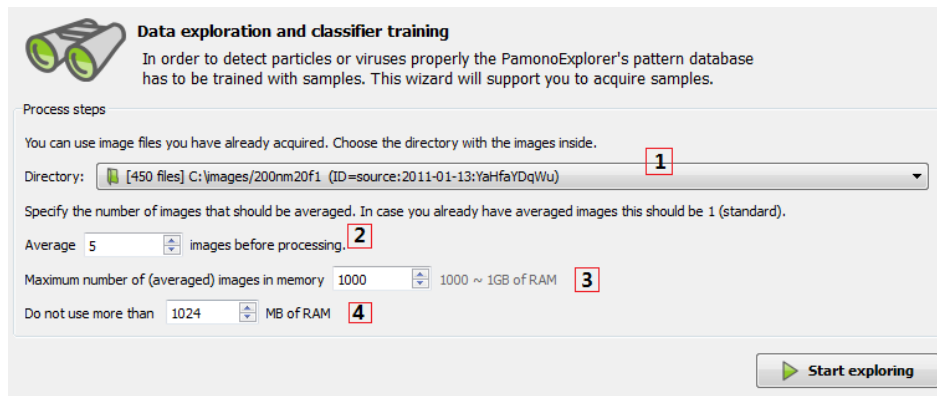 Data exploration and classifier training
In order to detect particles or viruses properly the PamonoExplorer's pattern database
has to be trained with samples. This wizard will support you to acquire samples.
Process steps
You can use image files you have already acquired. Choose the directory with the images inside.
1
Directory: [450 files] C:\images/200nm20f1 (ID=source:2011-01-13:YaHfaYDqWu)
Specify the number of images that should be averaged. In case you already have averaged images this should be 1 (standard).
Average 5 images before processing. 2
Maximum number of (averaged) images in memory 1000 1000 ~ 1GB of RAM 3
Do not use more than 1024 MB of RAM 4
Start exploring